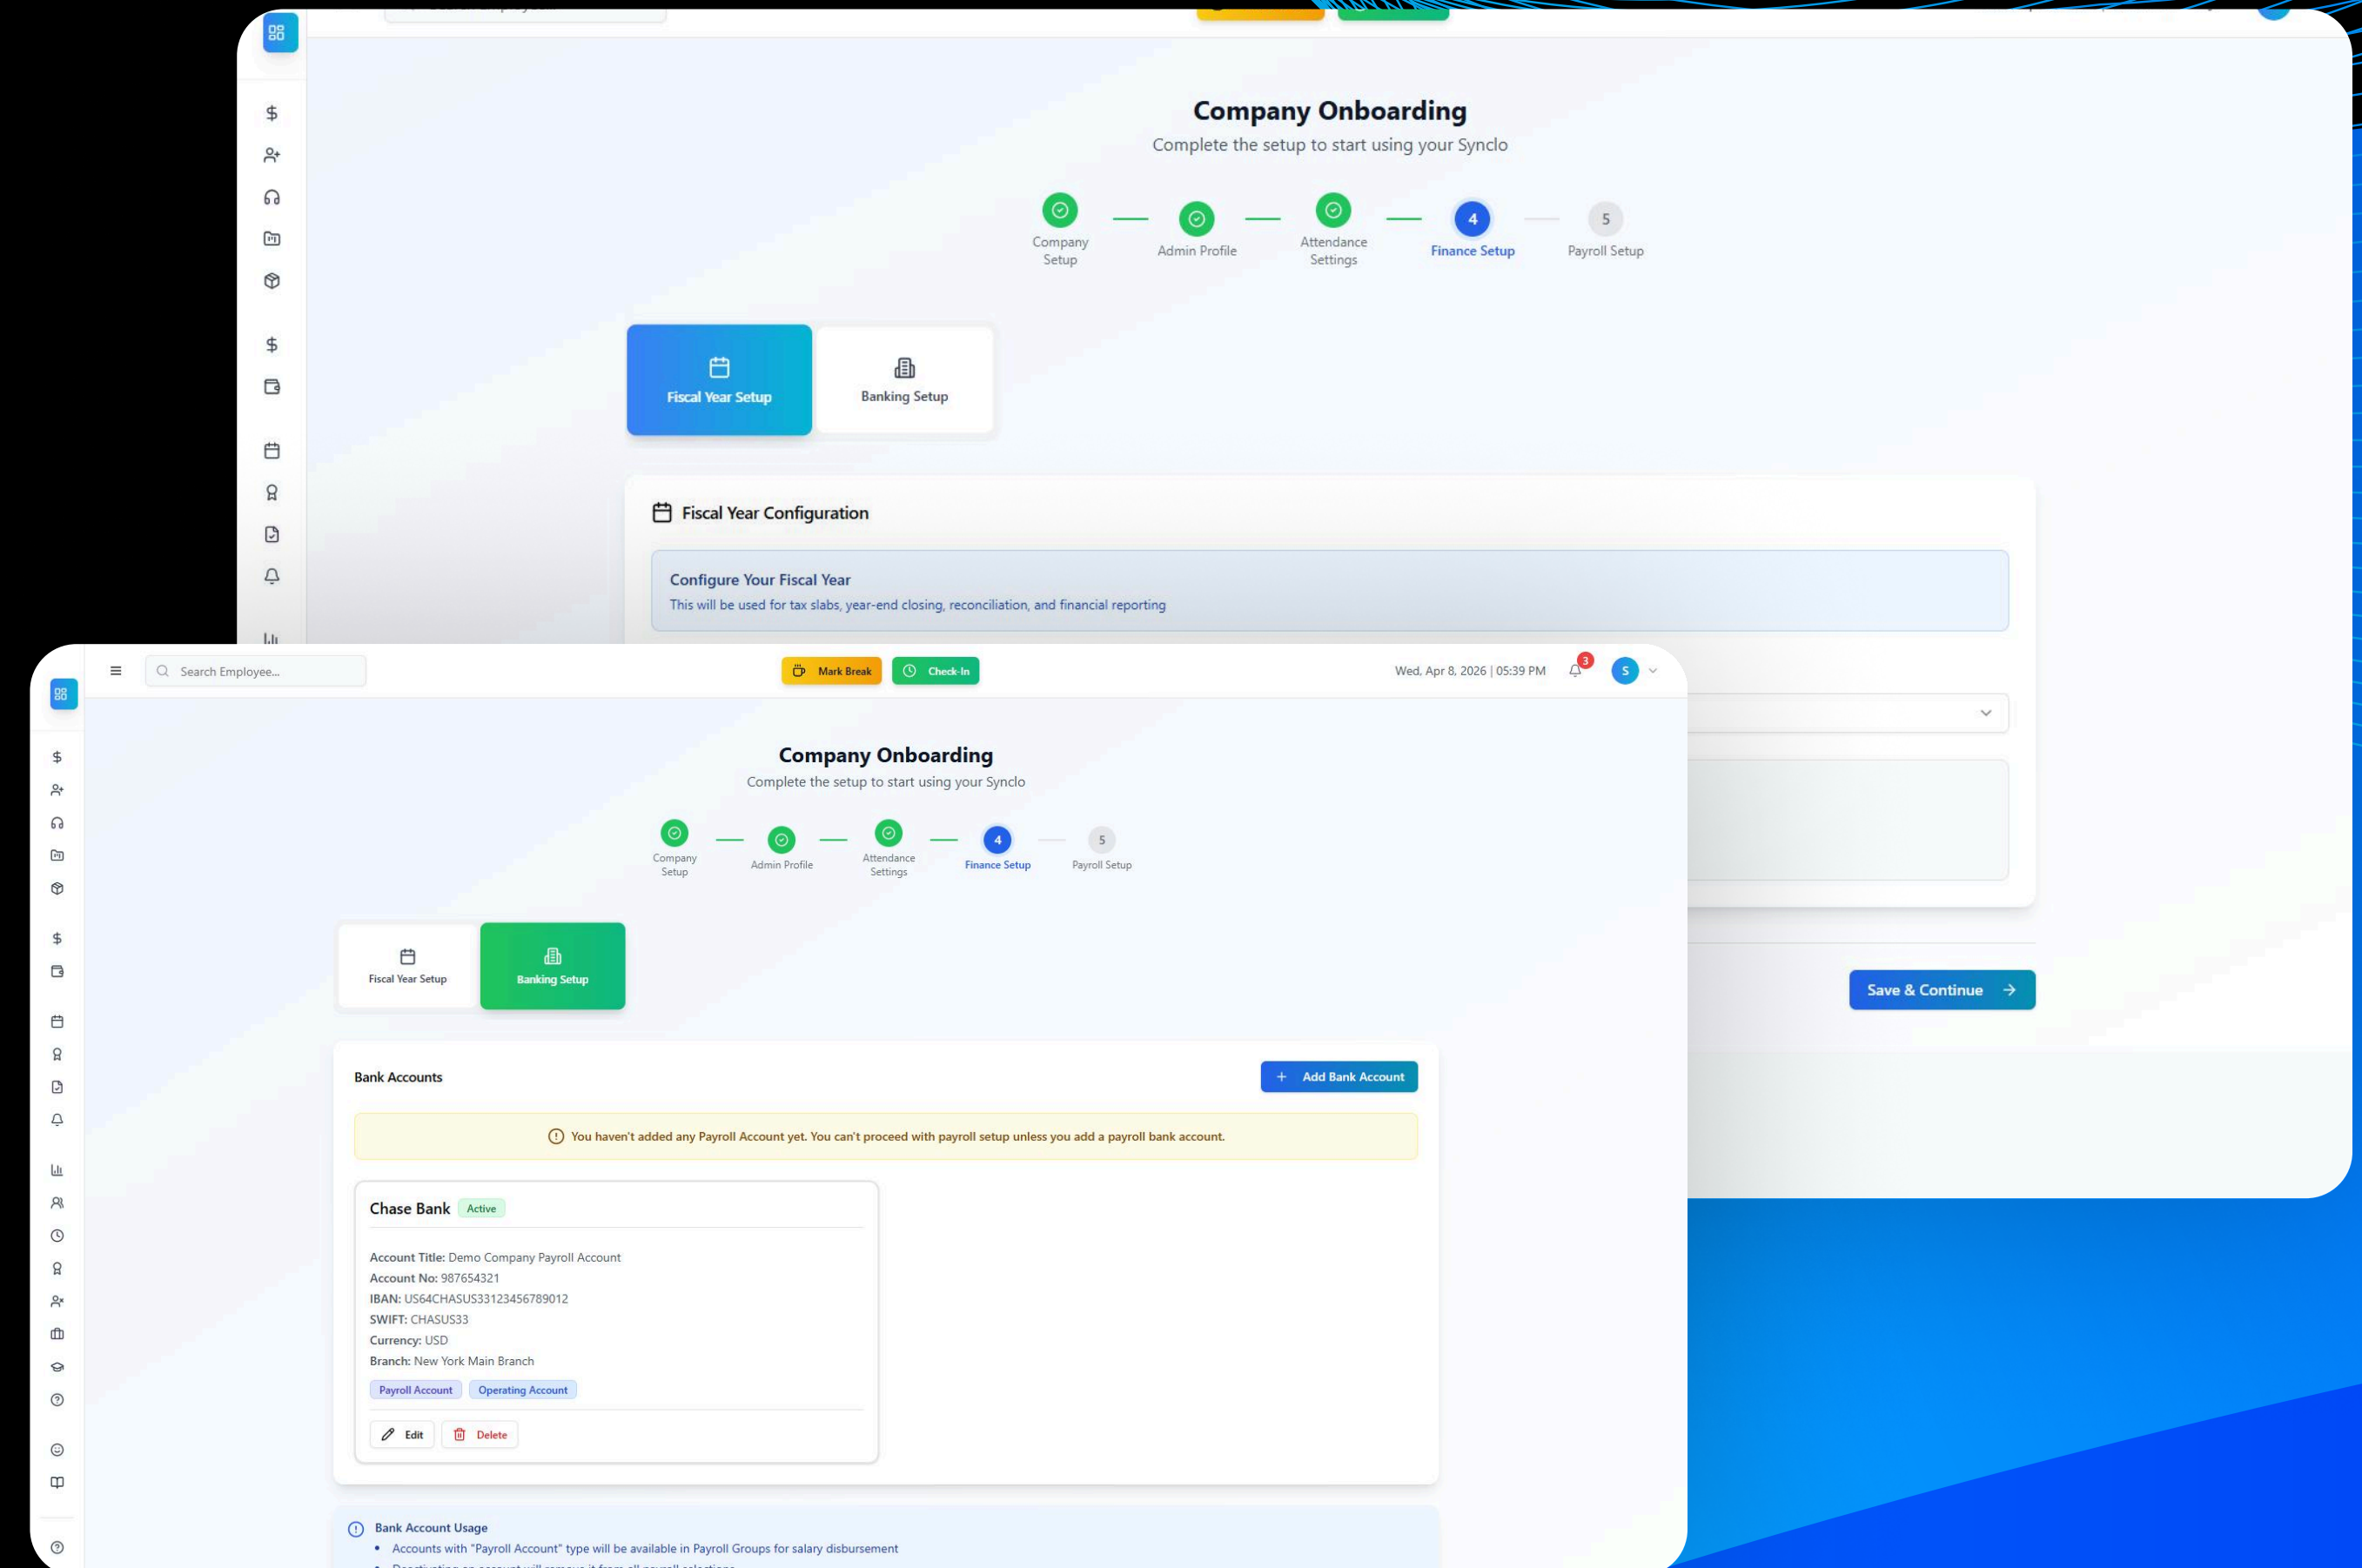 Company Onboarding
Complete the setup to start using your Synclo
4
5
Company
Setup
Admin Profile
Attendance
Settings
Finance Setup
Payroll Setup
Fiscal Year Setup
Banking Setup
Fiscal Year Configuration
Configure Your Fiscal Year
This will be used for tax slabs, year-end closing, reconciliation, and financial reporting
Save & Continue
Search Employee...
Mark Break
Check-In
Wed, Apr 8, 2026 | 05:39 PM
3
S
Company Onboarding
Complete the setup to start using your Synclo
4
5
Company
Setup
Admin Profile
Attendance
Settings
Finance Setup
Payroll Setup
Fiscal Year Setup
Banking Setup
Bank Accounts
Add Bank Account
You haven't added any Payroll Account yet. You can't proceed with payroll setup unless you add a payroll bank account.
Chase Bank
Active
Account Title: Demo Company Payroll Account
Account No: 987654321
IBAN: US64CHASUS33123456789012
SWIFT: CHASUS33
Currency: USD
Branch: New York Main Branch
Payroll Account
Operating Account
Edit
Delete
Bank Account Usage
Accounts with "Payroll Account" type will be available in Payroll Groups for salary disbursement